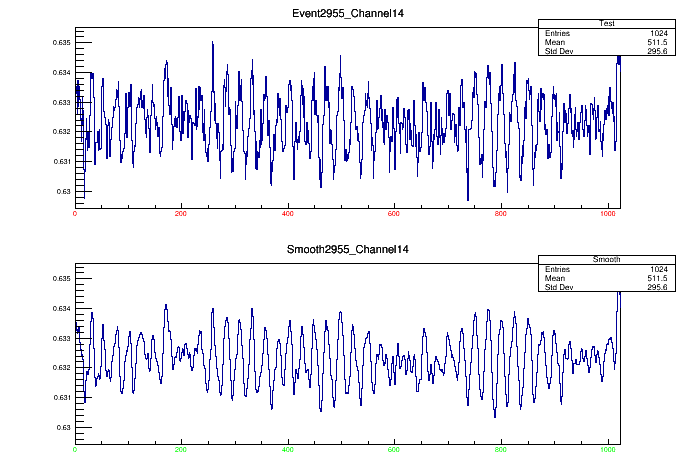 Event2955_Channel14
Test
Entries 1024
Mean 511.5
Std Dev 295.6
0.635
0.634
0.633
0.632
0.631
0.63
0 200 400 600 800 1000
Smooth2955_Channel14
Smooth
Entries 1024
Mean 511.5
Std Dev 295.6
0.635
0.634
0.633
0.632
0.631
0.63
0 200 400 600 800 1000